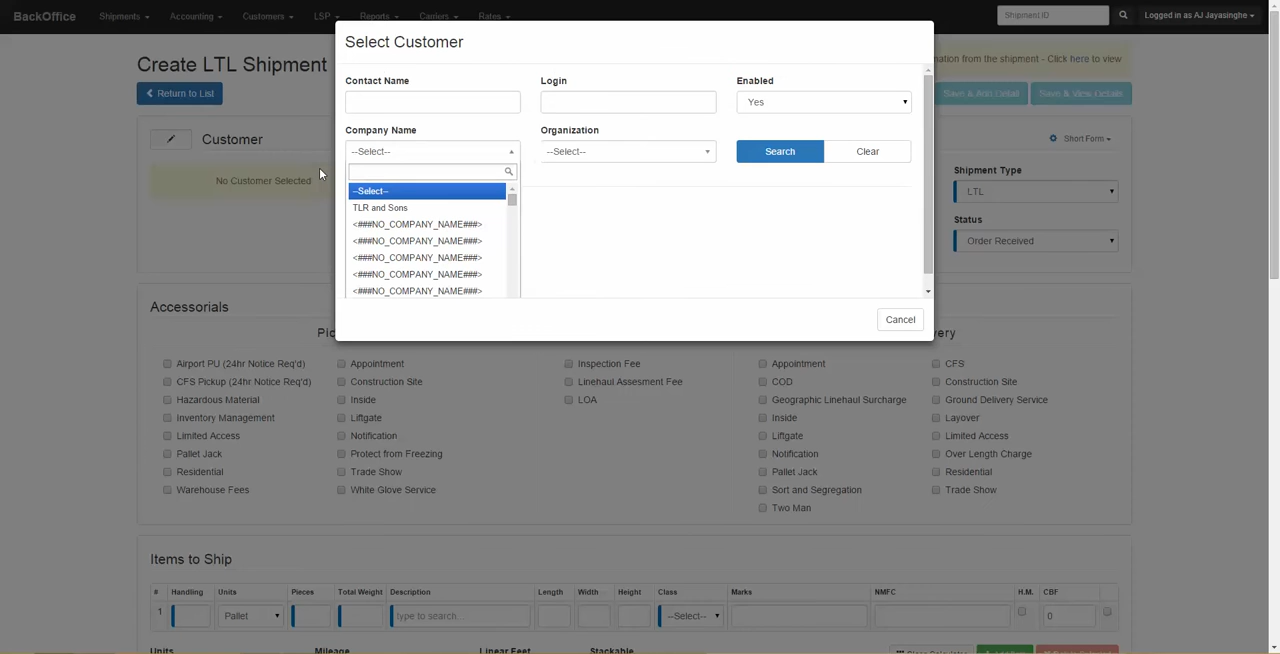 BackOffice Shipments Accounting Customers LSP Reports Carriers Rates Shipment ID Logged in as AJ Jayasinghe
Select Customer
Create LTL Shipment
mation from the shipment - Click here to view
Return to List
Save & Add Detail Save & View Details
Contact Name Login Enabled
Yes
Company Name Organization
--Select-- --Select-- Search Clear
Customer
Short Form
No Customer Selected
Shipment Type
LTL
Status
Order Received
--Select--
TLR and Sons
<###NO_COMPANY_NAME###>
<###NO_COMPANY_NAME###>
<###NO_COMPANY_NAME###>
<###NO_COMPANY_NAME###>
<###NO_COMPANY_NAME###>
Cancel
Accessorials
Pic very
Airport PU (24hr Notice Req'd) Appointment Inspection Fee Appointment CFS
CFS Pickup (24hr Notice Req'd) Construction Site Linehaul Assesment Fee COD Construction Site
Hazardous Material Inside LOA Geographic Linehaul Surcharge Ground Delivery Service
Inventory Management Liftgate Inside Layover
Limited Access Notification Liftgate Limited Access
Pallet Jack Protect from Freezing Notification Over Length Charge
Residential Trade Show Pallet Jack Residential
Warehouse Fees White Glove Service Sort and Segregation Trade Show
Two Man
Items to Ship
# Handling Units Pieces Total Weight Description Length Width Height Class Marks NMFC H.M. CBF
1 Pallet type to search... --Select-- 0
Units Mileage Linear Feet Stackable